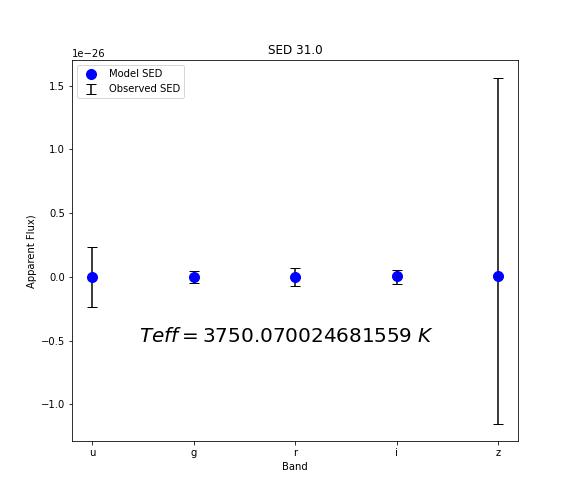 SED 31.0
1e−26
Model SED
Observed SED
1.5
1.0
0.5
0.0
−0.5
−1.0
Apparent Flux)
Teff = 3750.070024681559 K
u g r i z
Band